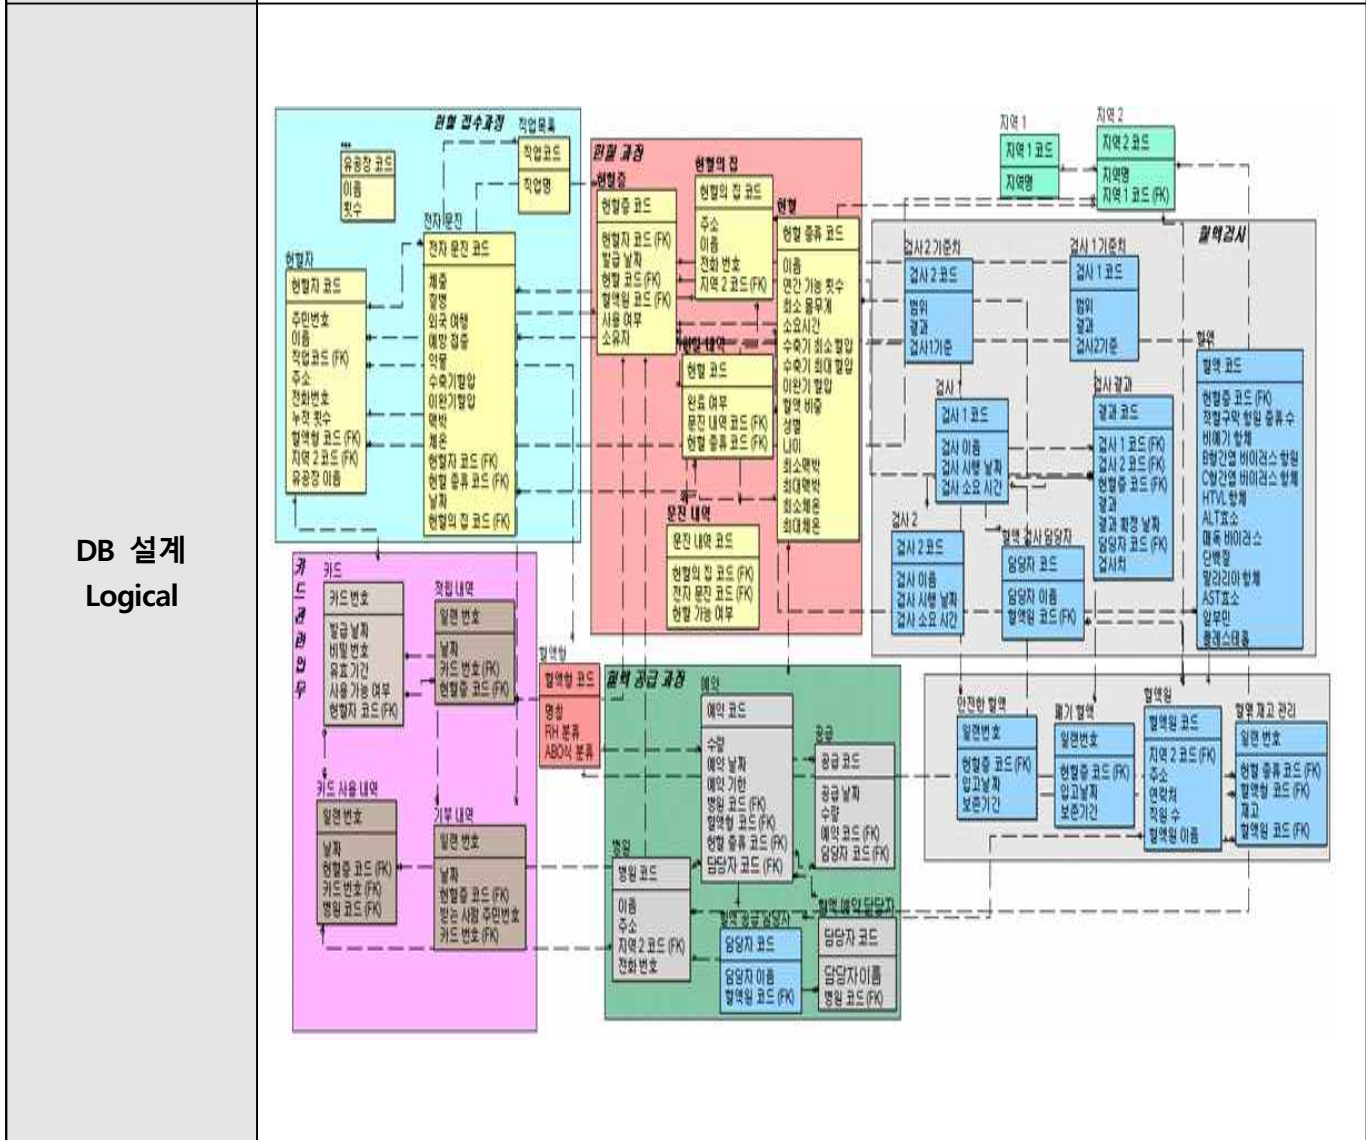 DB 설계
Logical
헌혈 접수과정
유공장 코드
이름
횟수
작업목록
작업코드
작업명
전자 문진
전자 문진 코드
체중
질병
외국 여행
예방 접종
약물
수축기혈압
이완기혈압
맥박
체온
헌혈자 코드(FK)
헌혈 종류 코드(FK)
날짜
헌혈의 집 코드(FK)
헌혈자
헌혈자 코드
주민번호
이름
작업코드(FK)
주소
전화번호
누적 횟수
혈액형 코드(FK)
지역 2 코드(FK)
유공장 이름
헌혈 과정
헌혈증
헌혈증 코드
헌혈자 코드(FK)
발급 날짜
헌혈 코드(FK)
혈액원 코드(FK)
사용 여부
소유자
헌혈의 집
헌혈의 집 코드
주소
이름
전화 번호
지역 2 코드(FK)
헌혈
헌혈 종류 코드
이름
연간 가능 횟수
최소 몸무게
소요시간
수축기 최소 혈압
수축기 최대 혈압
이완기 혈압
혈액 비중
성별
나이
최소맥박
최대맥박
최소체온
최대체온
헌혈 내역
헌혈 코드
완료 여부
문진 내역 코드(FK)
헌혈 종류 코드(FK)
문진 내역
문진 내역 코드
헌혈의 집 코드(FK)
전자 문진 코드(FK)
헌혈 가능 여부
지역 1
지역 1 코드
지역명
지역 2
지역 2 코드
지역명
지역 1 코드(FK)
혈액검사
검사 2 기준치
검사 2 코드
범위
결과
검사1기준
검사 1 기준치
검사 1 코드
범위
결과
검사2기준
검사 1
검사 1 코드
검사 이름
검사 시행 날짜
검사 소요 시간
검사 결과
결과 코드
검사 1 코드(FK)
검사 2 코드(FK)
헌혈증 코드(FK)
결과
결과 확정 날짜
담당자 코드(FK)
검사치
혈액
혈액 코드
헌혈증 코드(FK)
적혈구막 항원 종류 수
비예기 항체
B형간염 바이러스 항원
C형간염 바이러스 항체
HTVL 항체
ALT효소
매독 바이러스
단백질
말라리아 항체
AST효소
알부민
콜레스테롤
검사 2
검사 2 코드
검사 이름
검사 시행 날짜
검사 소요 시간
혈액 검사 담당자
담당자 코드
담당자 이름
혈액원 코드(FK)
카드관련업무
카드
카드 번호
발급 날짜
비밀 번호
유효 기간
사용 가능 여부
헌혈자 코드(FK)
적립 내역
일련 번호
날짜
카드 번호(FK)
헌혈증 코드(FK)
카드 사용 내역
일련 번호
날짜
헌혈증 코드(FK)
카드 번호(FK)
병원 코드(FK)
기부 내역
일련 번호
날짜
헌혈증 코드(FK)
받는 사람 주민번호
카드 번호(FK)
혈액형
혈액형 코드
명칭
RH 분류
ABO식 분류
혈액 공급 과정
예약
예약 코드
수량
예약 날짜
예약 기한
병원 코드(FK)
혈액형 코드(FK)
헌혈 종류 코드(FK)
담당자 코드(FK)
공급
공급 코드
공급 날짜
수량
예약 코드(FK)
담당자 코드(FK)
병원
병원 코드
이름
주소
지역 2 코드(FK)
전화 번호
혈액 공급 담당자
담당자 코드
담당자 이름
혈액원 코드(FK)
혈액 예약 담당자
담당자 코드
담당자이름
병원 코드(FK)
안전한 혈액
일련번호
헌혈증 코드(FK)
입고날짜
보존기간
폐기 혈액
일련번호
헌혈증 코드(FK)
입고날짜
보존기간
혈액원
혈액원 코드
지역 2 코드(FK)
주소
연락처
직원 수
혈액원 이름
혈액 재고 관리
일련 번호
헌혈 종류 코드(FK)
혈액형 코드(FK)
재고
혈액원 코드(FK)